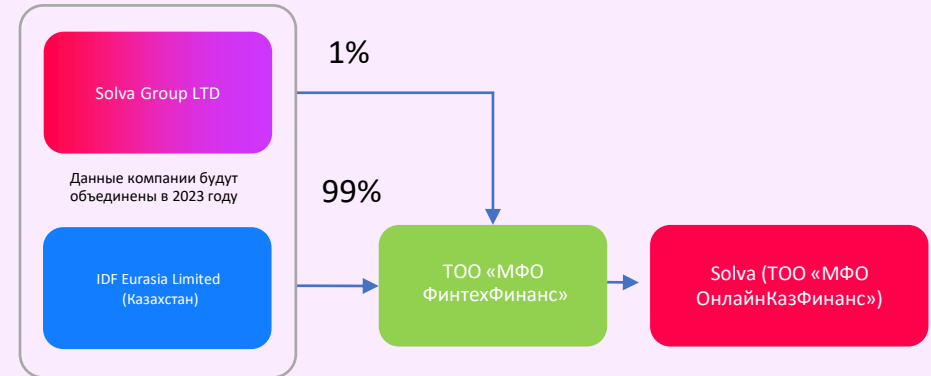 Solva Group LTD
1%
Данные компании будут
объединены в 2023 году
99%
IDF Eurasia Limited
(Казахстан)
ТОО «МФО
ФинтехФинанс»
Solva (ТОО «МФО
ОнлайнКазФинанс»)